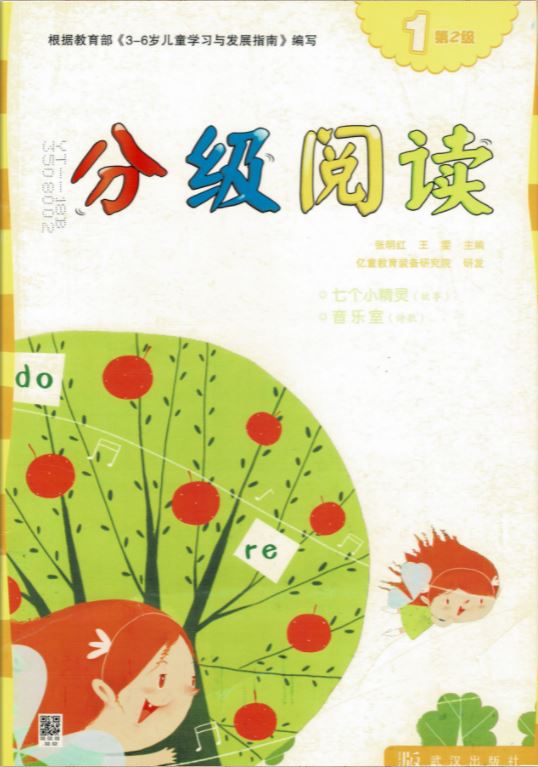 根据教育部《3-6岁儿童学习与发展指南》编写
1 第2级
分级阅读
张明红 王雯 主编
亿童教育装备研究院 研发
七个小精灵（故事）
音乐室（诗歌）
do
re
武汉出版社